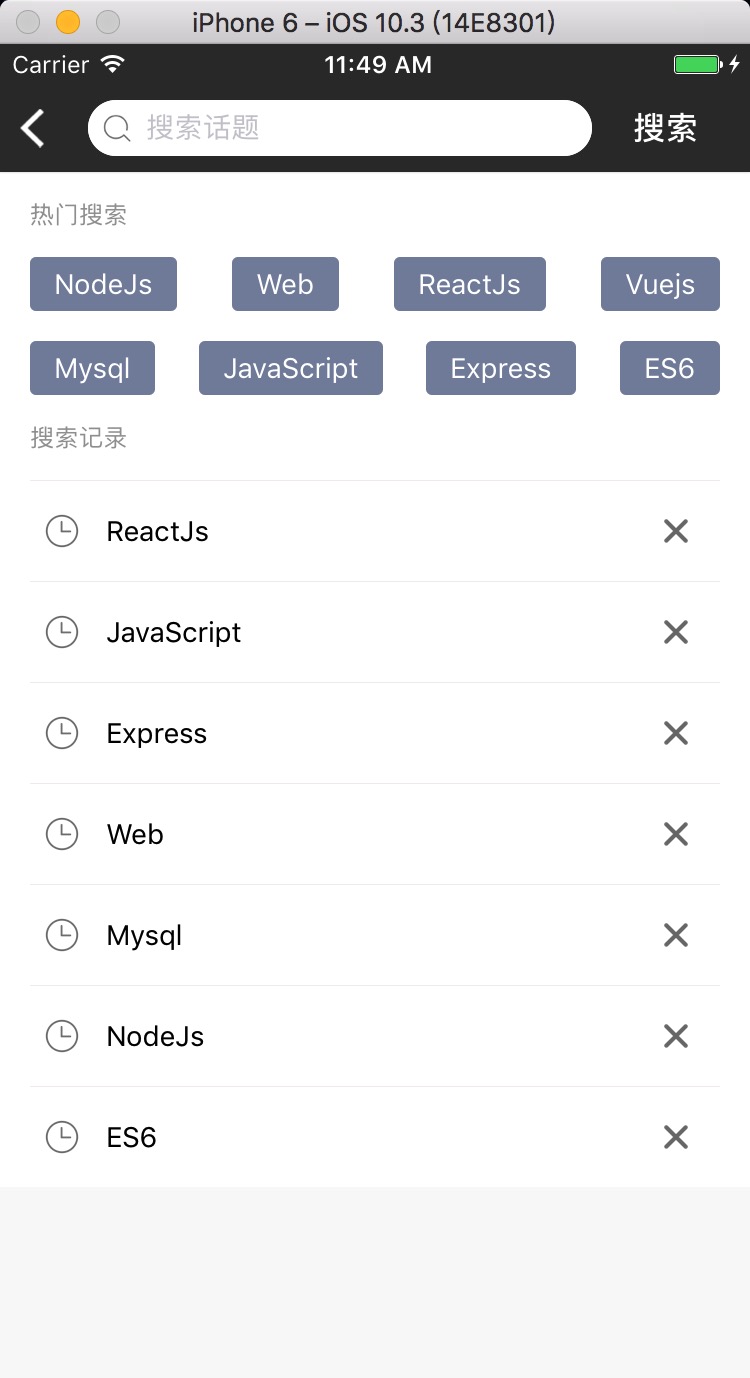 iPhone 6 – iOS 10.3 (14E8301)
Carrier 11:49 AM
搜索话题 搜索
热门搜索
NodeJs Web ReactJs Vuejs
Mysql JavaScript Express ES6
搜索记录
ReactJs
JavaScript
Express
Web
Mysql
NodeJs
ES6